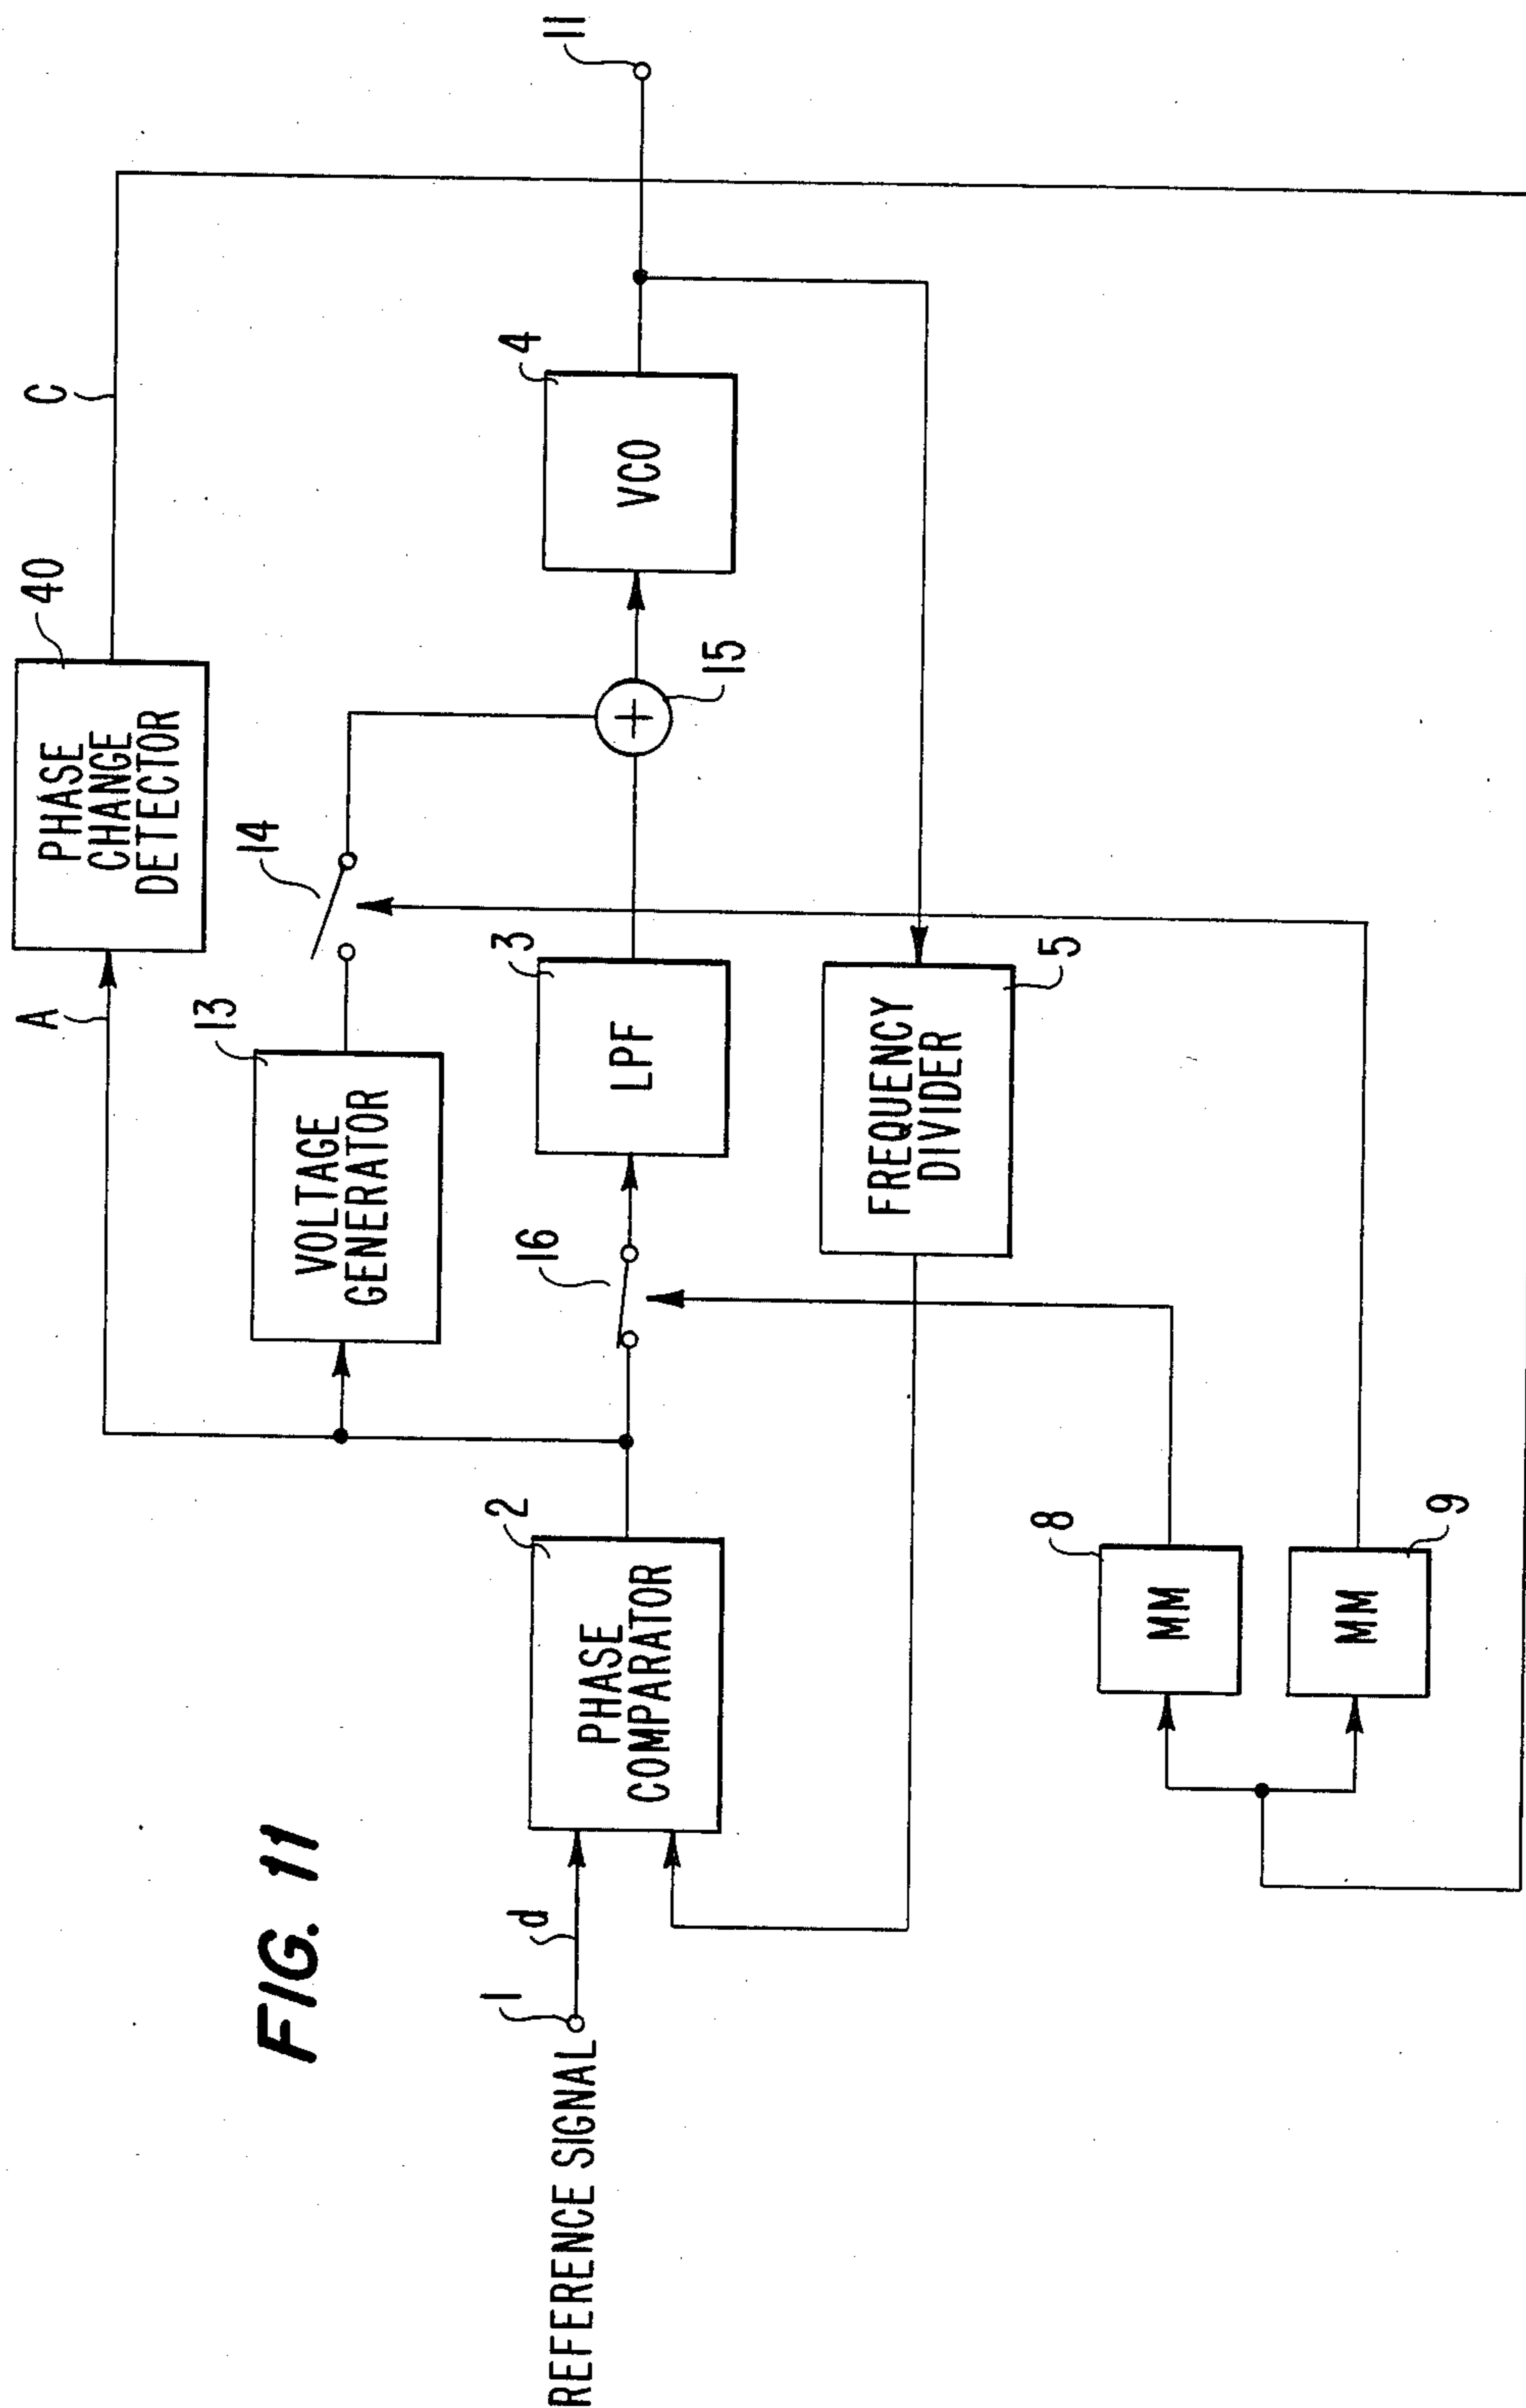 FIG. 11
A
PHASE
CHANGE
DETECTOR
40
C
13
VOLTAGE
GENERATOR
14
REFERENCE SIGNAL
1
d
2
PHASE
COMPARATOR
16
3
LPF
15
4
VCO
11
5
FREQUENCY
DIVIDER
8
MM
9
MM